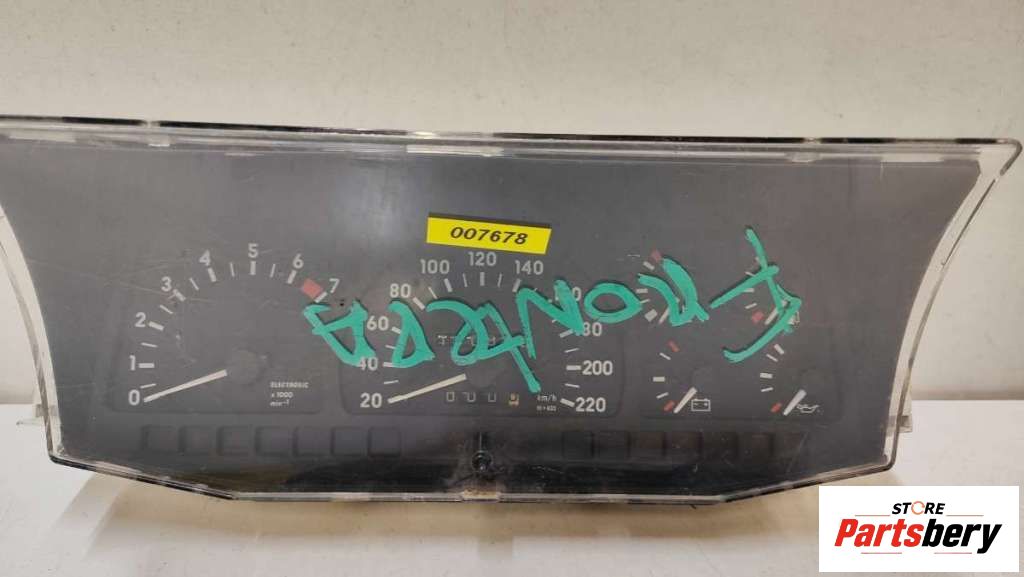 007678
FRONTERA
0 1 2 3 4 5 6 7
ELECTRONIC
x 1000
min⁻¹
20 40 60 80 100 120 140 200 220
km/h
STORE
Partsbery